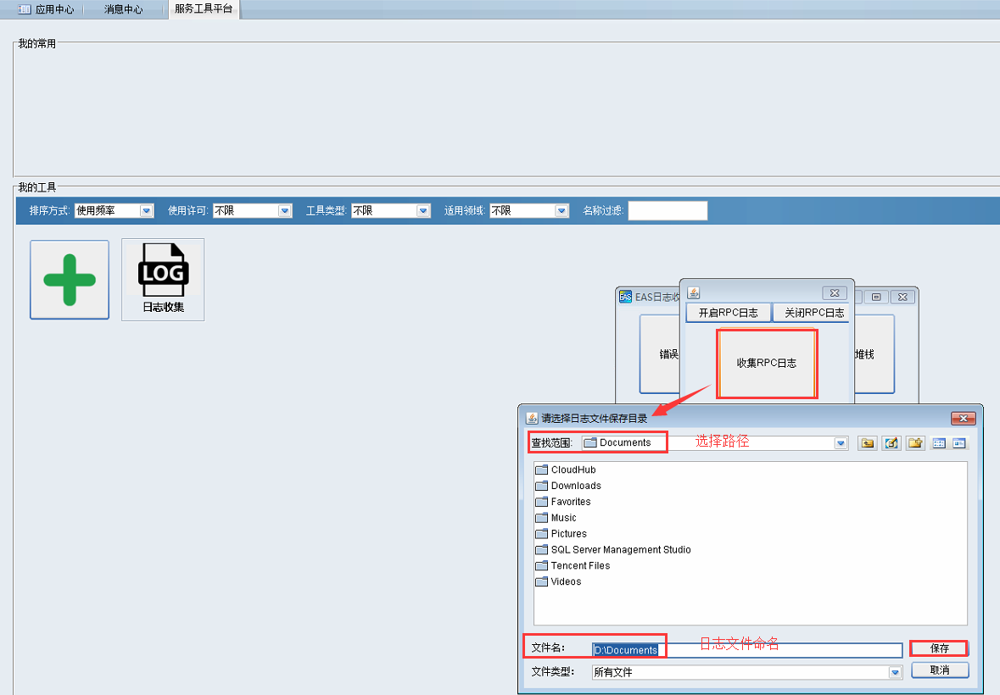 应用中心 消息中心 服务工具平台
我的常用
我的工具
排序方式: 使用频率 使用许可: 不限 工具类型: 不限 适用领域: 不限 名称过滤:
LOG
日志收集
EAS日志收
开启RPC日志 关闭RPC日志
错误
收集RPC日志
堆栈
请选择日志文件保存目录
查找范围: Documents 选择路径
CloudHub
Downloads
Favorites
Music
Pictures
SQL Server Management Studio
Tencent Files
Videos
文件名: D:\Documents 日志文件命名 保存
文件类型: 所有文件 取消